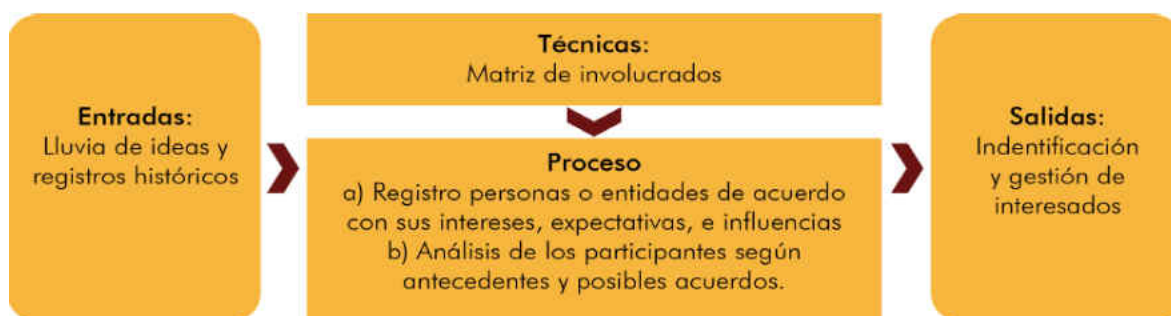 Entradas:
Lluvia de ideas y
registros históricos
Técnicas:
Matriz de involucrados
Proceso
a) Registro personas o entidades de acuerdo
con sus intereses, expectativas, e influencias
b) Análisis de los participantes según
antecedentes y posibles acuerdos.
Salidas:
Indentificación
y gestión de
interesados